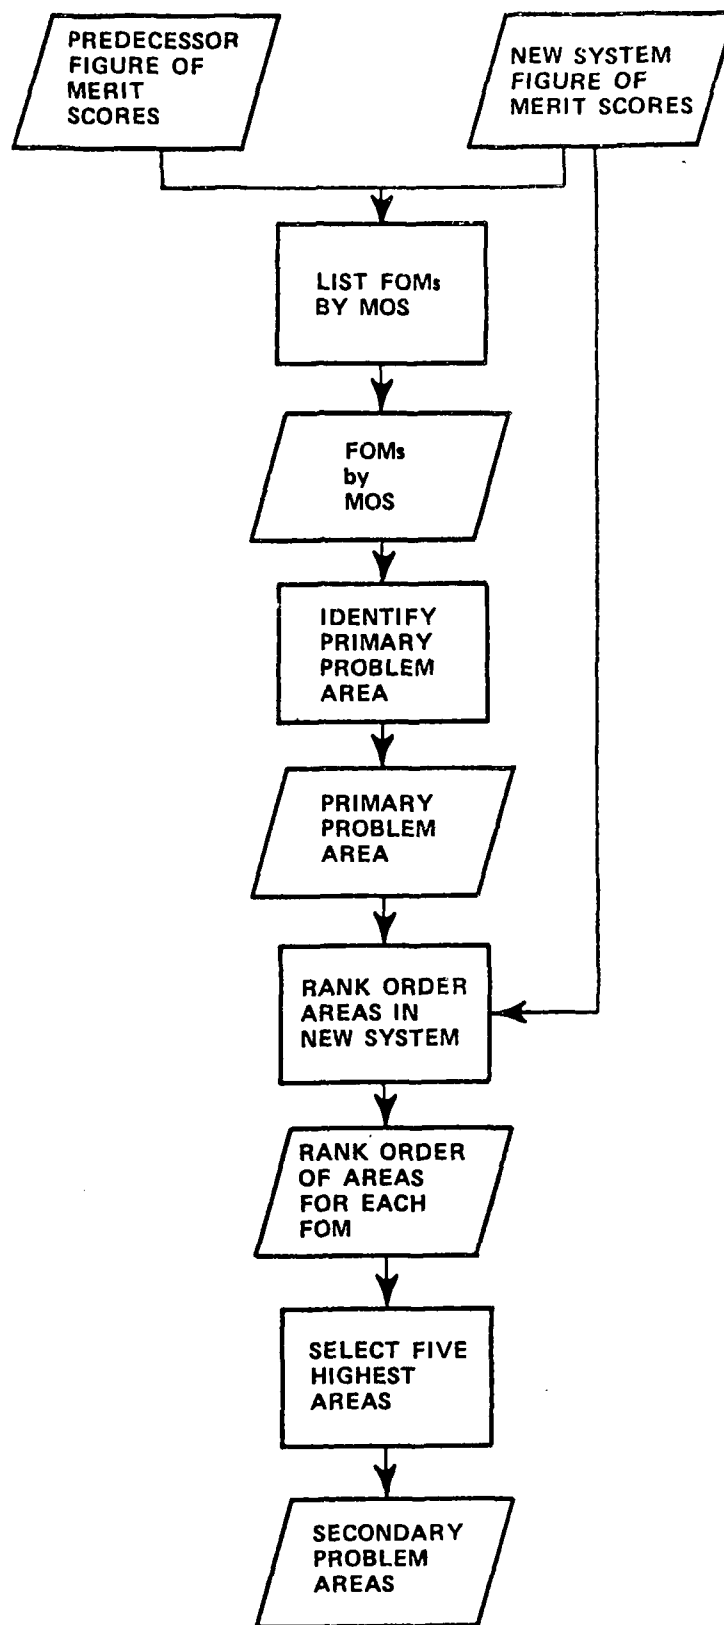 PREDECESSOR
FIGURE OF
MERIT
SCORES
NEW SYSTEM
FIGURE OF
MERIT SCORES
LIST FOMs
BY MOS
FOMs
by
MOS
IDENTIFY
PRIMARY
PROBLEM
AREA
PRIMARY
PROBLEM
AREA
RANK ORDER
AREAS IN
NEW SYSTEM
RANK ORDER
OF AREAS
FOR EACH
FOM
SELECT FIVE
HIGHEST
AREAS
SECONDARY
PROBLEM
AREAS